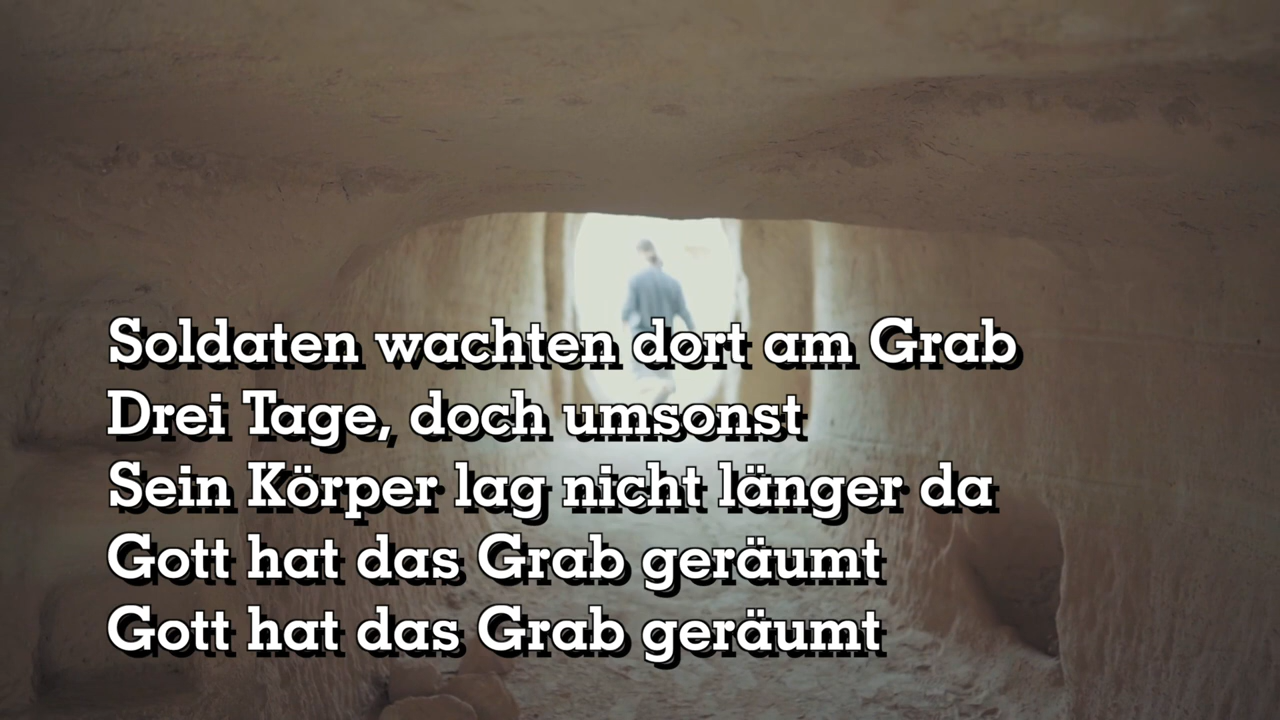 Soldaten wachten dort am Grab
Drei Tage, doch umsonst
Sein Körper lag nicht länger da
Gott hat das Grab geräumt
Gott hat das Grab geräumt